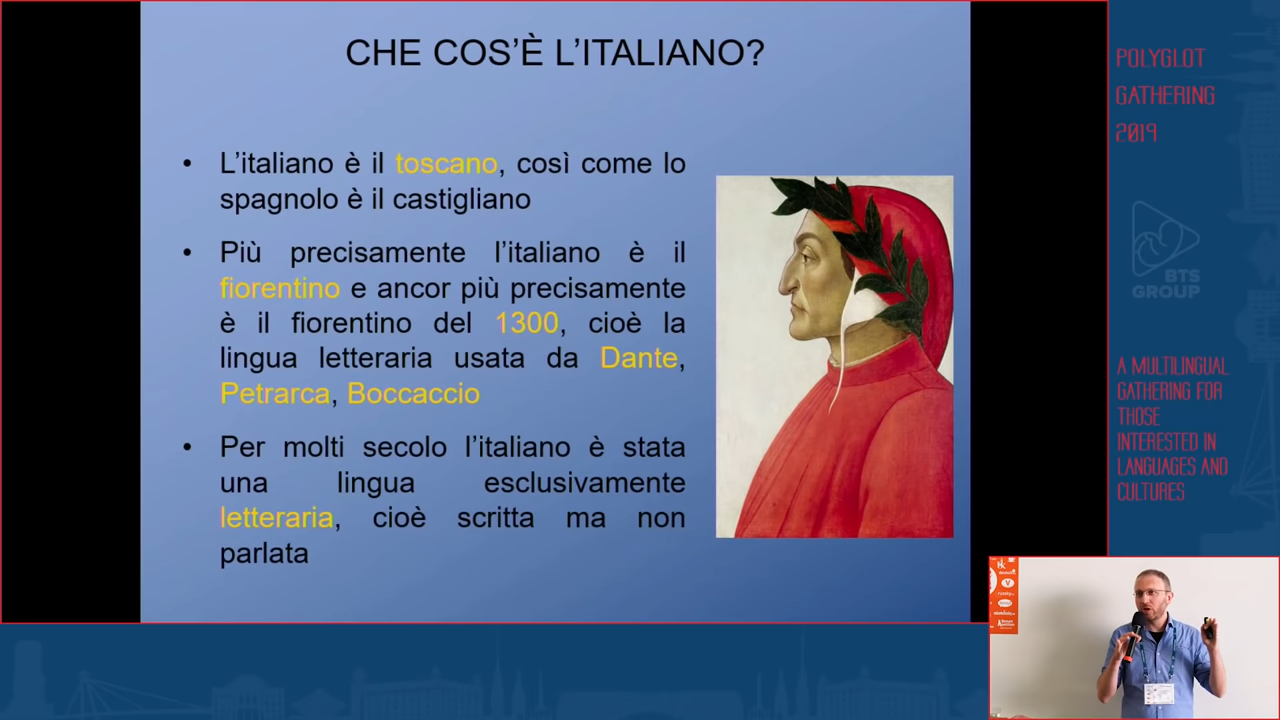 CHE COS'È L'ITALIANO?
• L'italiano è il toscano, così come lo
spagnolo è il castigliano
• Più precisamente l'italiano è il
fiorentino e ancor più precisamente
è il fiorentino del 1300, cioè la
lingua letteraria usata da Dante,
Petrarca, Boccaccio
• Per molti secolo l'italiano è stata
una lingua esclusivamente
letteraria, cioè scritta ma non
parlata
POLYGLOT
GATHERING
2019
BTS
GROUP
A MULTILINGUAL
GATHERING FOR
THOSE
INTERESTED IN
LANGUAGES AND
CULTURES